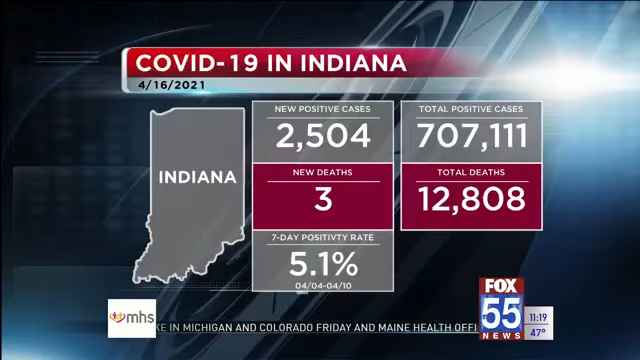 COVID-19 IN INDIANA
4/16/2021
INDIANA
NEW POSITIVE CASES
2,504
TOTAL POSITIVE CASES
707,111
NEW DEATHS
3
TOTAL DEATHS
12,808
7-DAY POSITIVTY RATE
5.1%
04/04-04/10
mhs
KE IN MICHIGAN AND COLORADO FRIDAY AND MAINE HEALTH OFFI
FOX
55
NEWS
11:19
47°